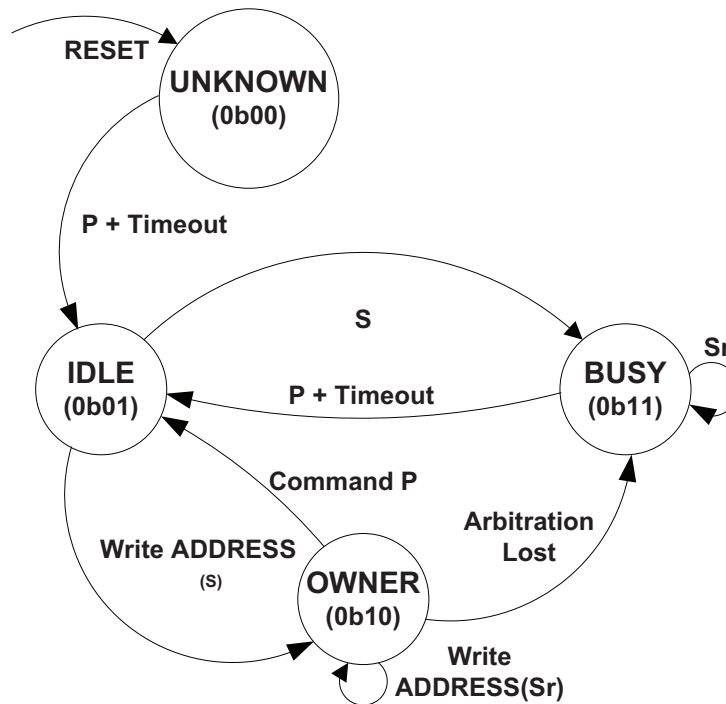 RESET
UNKNOWN
(0b00)
P + Timeout
S
IDLE
(0b01)
P + Timeout
BUSY
(0b11)
Sr
Command P
Arbitration
Lost
Write ADDRESS
(S)
OWNER
(0b10)
Write
ADDRESS(Sr)